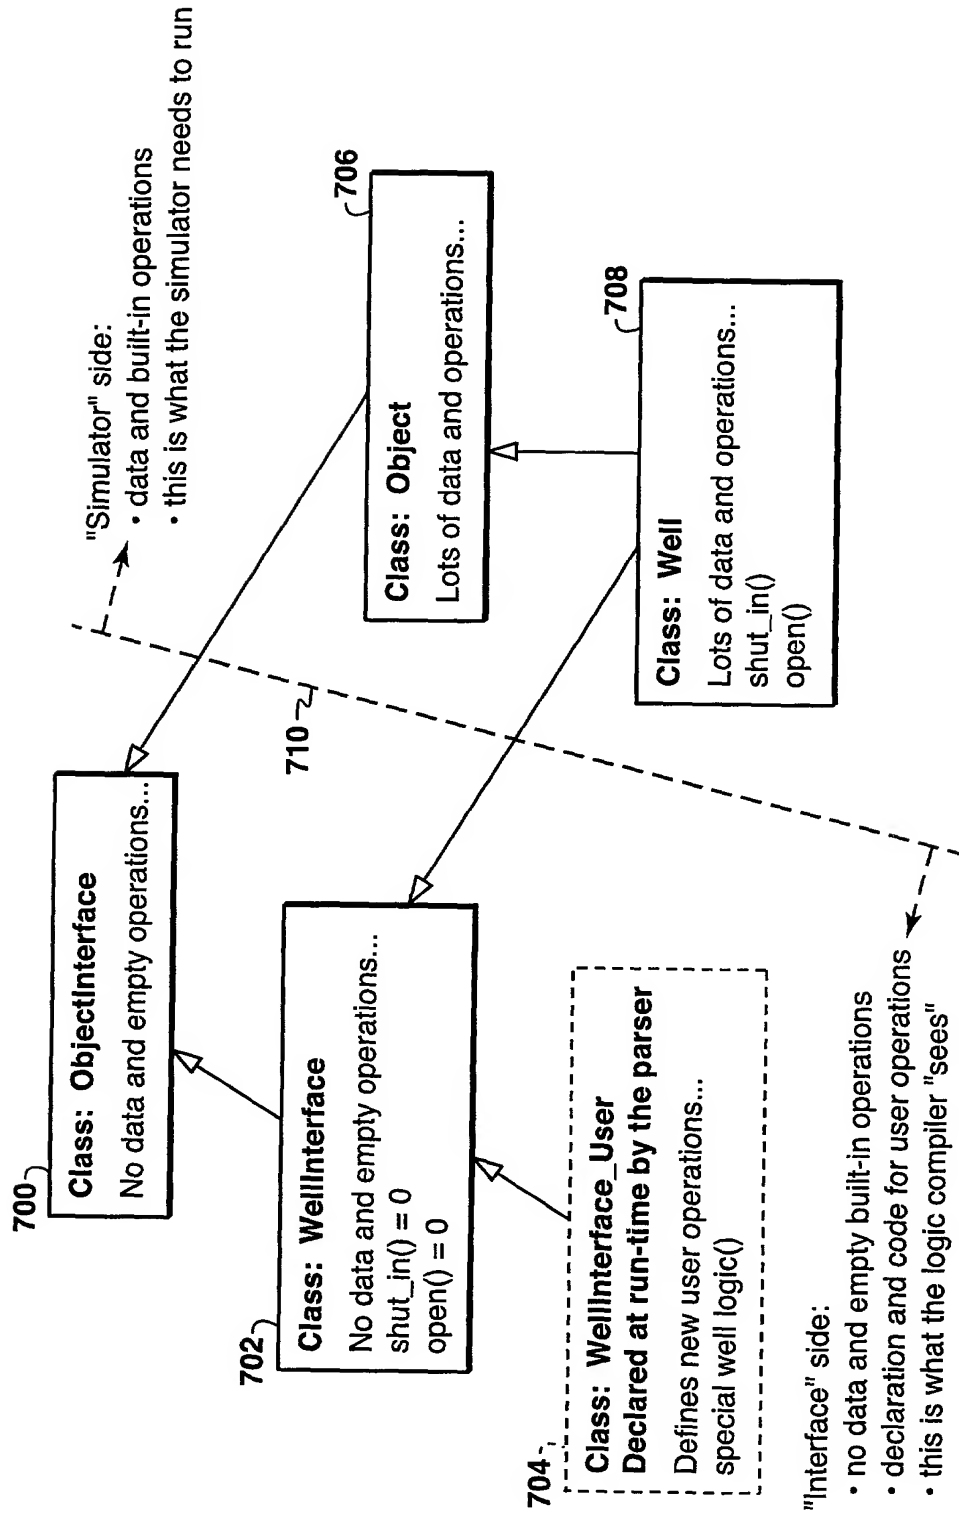 700
Class: ObjectInterface
No data and empty operations...
"Simulator" side:
• data and built-in operations
• this is what the simulator needs to run
702
Class: WellInterface
No data and empty operations...
shut_in() = 0
open() = 0
710
706
Class: Object
Lots of data and operations...
704
Class: WellInterface_User
Declared at run-time by the parser
Defines new user operations...
special well logic()
708
Class: Well
Lots of data and operations...
shut_in()
open()
"Interface" side:
• no data and empty built-in operations
• declaration and code for user operations
• this is what the logic compiler "sees"